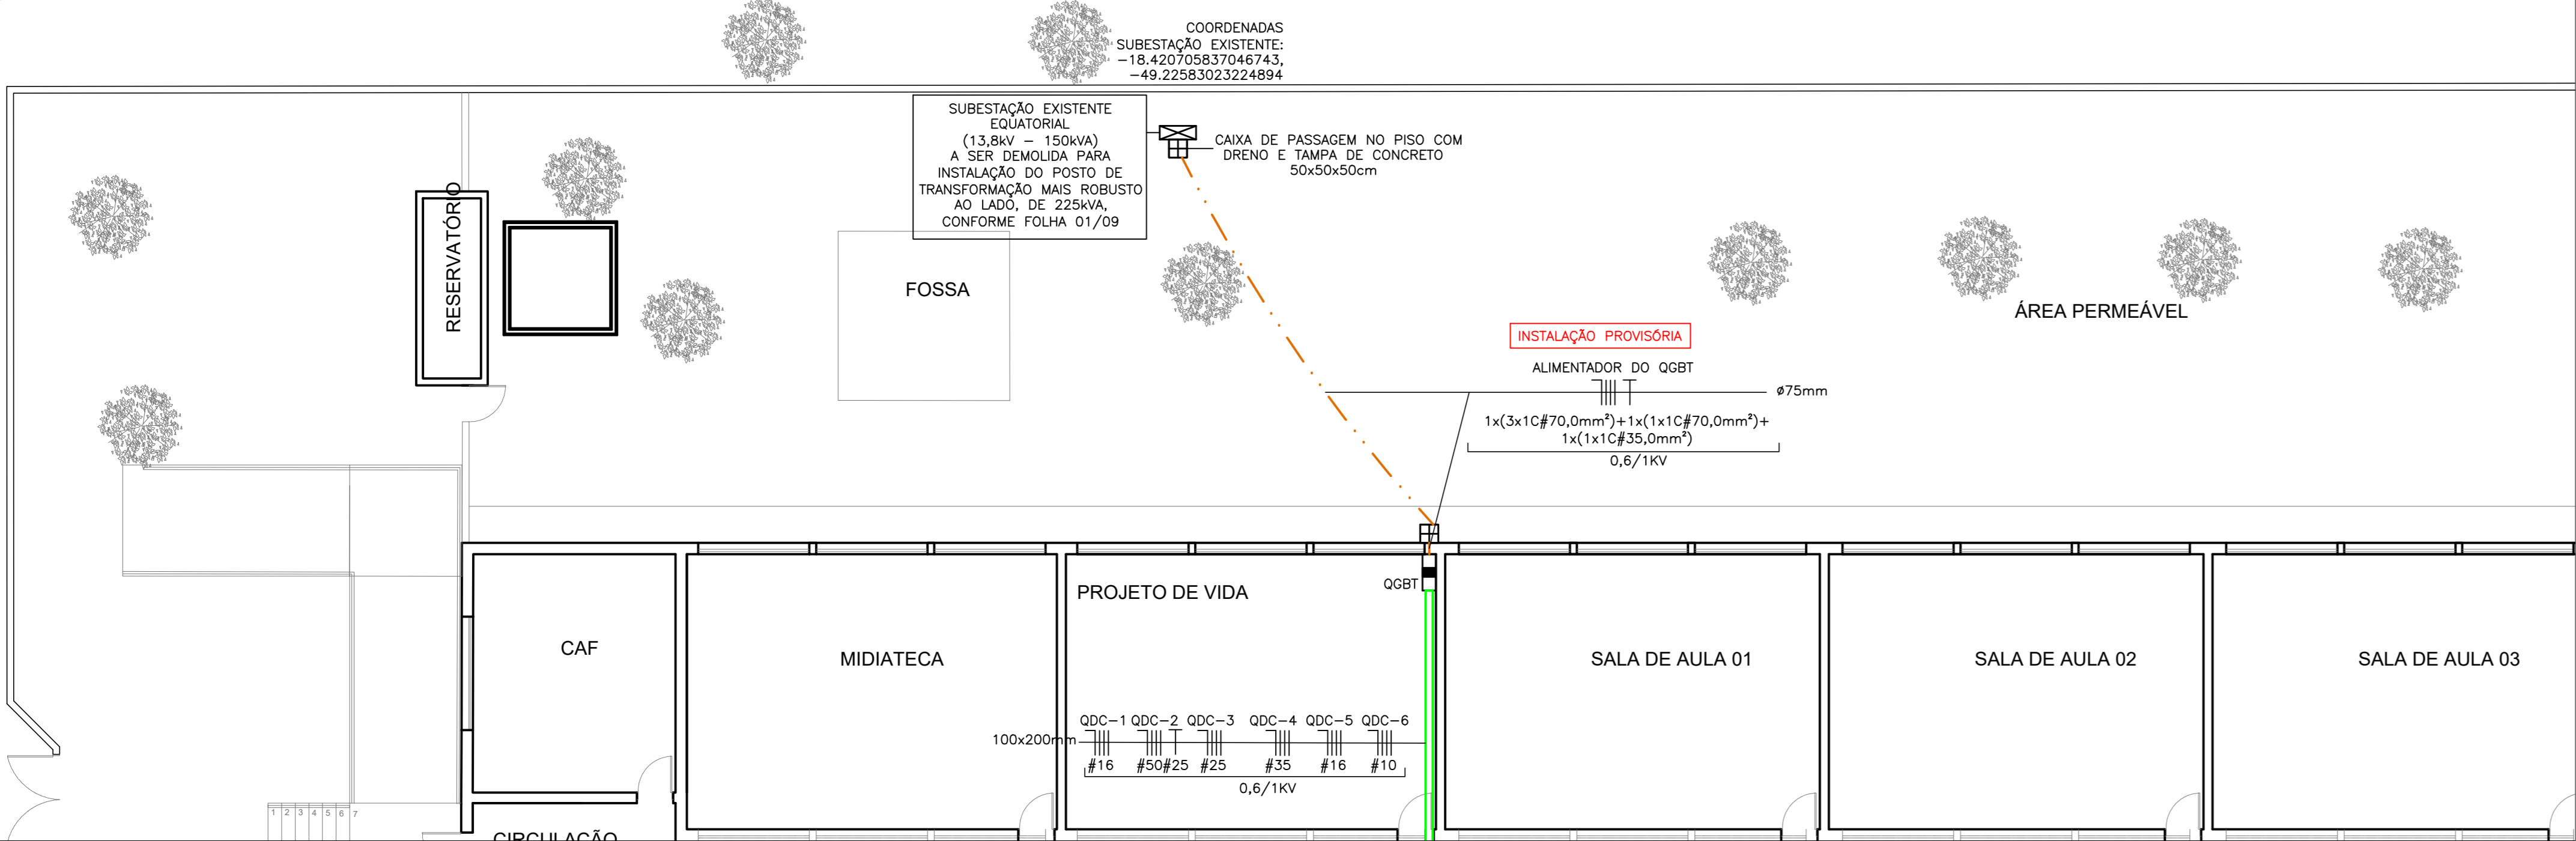 COORDENADAS
SUBESTAÇÃO EXISTENTE:
-18.420705837046743,
-49.22583023224894
SUBESTAÇÃO EXISTENTE
EQUATORIAL
(13,8kV – 150kVA)
A SER DEMOLIDA PARA
INSTALAÇÃO DO POSTO DE
TRANSFORMAÇÃO MAIS ROBUSTO
AO LADO, DE 225kVA,
CONFORME FOLHA 01/09
CAIXA DE PASSAGEM NO PISO COM
DRENO E TAMPA DE CONCRETO
50x50x50cm
RESERVATÓRIO
FOSSA
ÁREA PERMEÁVEL
INSTALAÇÃO PROVISÓRIA
ALIMENTADOR DO QGBT
ø75mm
1x(3x1C#70,0mm²)+1x(1x1C#70,0mm²)+
1x(1x1C#35,0mm²)
0,6/1KV
QGBT
PROJETO DE VIDA
CAF
MIDIATECA
SALA DE AULA 01
SALA DE AULA 02
SALA DE AULA 03
QDC-1 QDC-2 QDC-3 QDC-4 QDC-5 QDC-6
100x200mm
#16 #50 #25 #25 #35 #16 #10
0,6/1KV
1 2 3 4 5 6 7
CIRCULAÇÃO